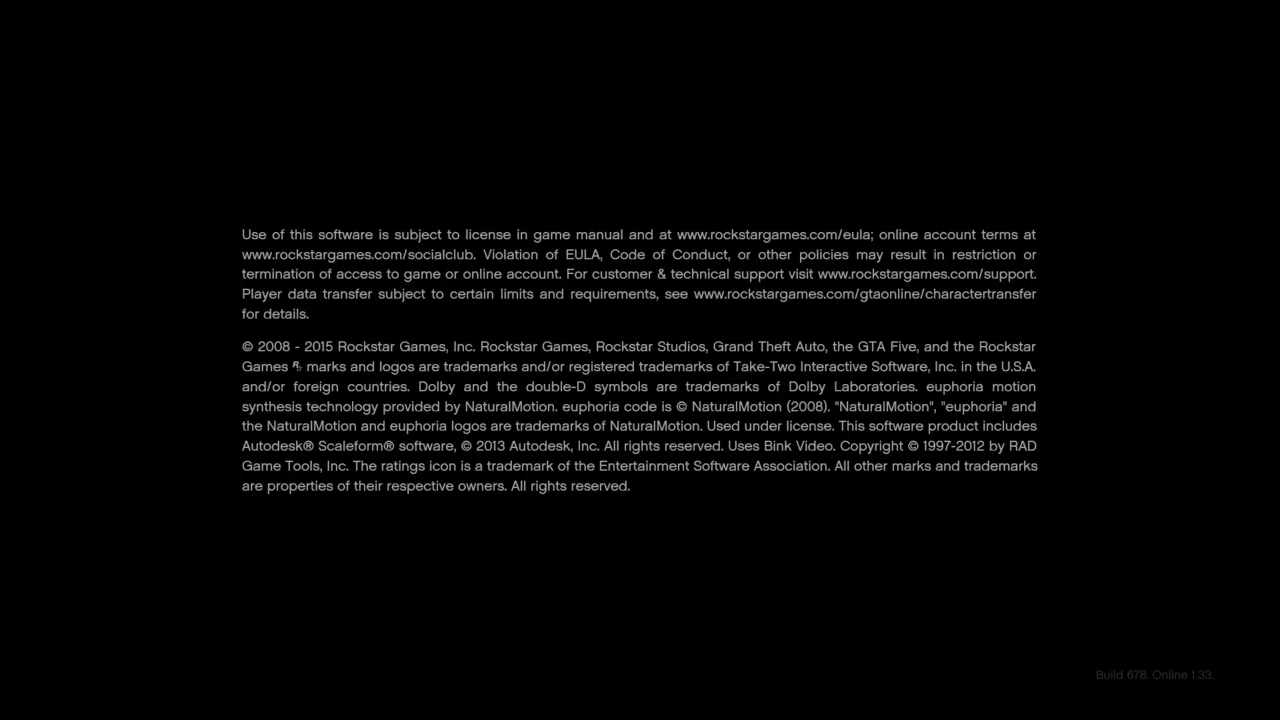 Use of this software is subject to license in game manual and at www.rockstargames.com/eula; online account terms at
www.rockstargames.com/socialclub. Violation of EULA, Code of Conduct, or other policies may result in restriction or
termination of access to game or online account. For customer & technical support visit www.rockstargames.com/support.
Player data transfer subject to certain limits and requirements, see www.rockstargames.com/gtaonline/charactertransfer
for details.
© 2008 - 2015 Rockstar Games, Inc. Rockstar Games, Rockstar Studios, Grand Theft Auto, the GTA Five, and the Rockstar
Games R* marks and logos are trademarks and/or registered trademarks of Take-Two Interactive Software, Inc. in the U.S.A.
and/or foreign countries. Dolby and the double-D symbols are trademarks of Dolby Laboratories. euphoria motion
synthesis technology provided by NaturalMotion. euphoria code is © NaturalMotion (2008). "NaturalMotion", "euphoria" and
the NaturalMotion and euphoria logos are trademarks of NaturalMotion. Used under license. This software product includes
Autodesk® Scaleform® software, © 2013 Autodesk, Inc. All rights reserved. Uses Bink Video. Copyright © 1997-2012 by RAD
Game Tools, Inc. The ratings icon is a trademark of the Entertainment Software Association. All other marks and trademarks
are properties of their respective owners. All rights reserved.
Build 678. Online 1.33.